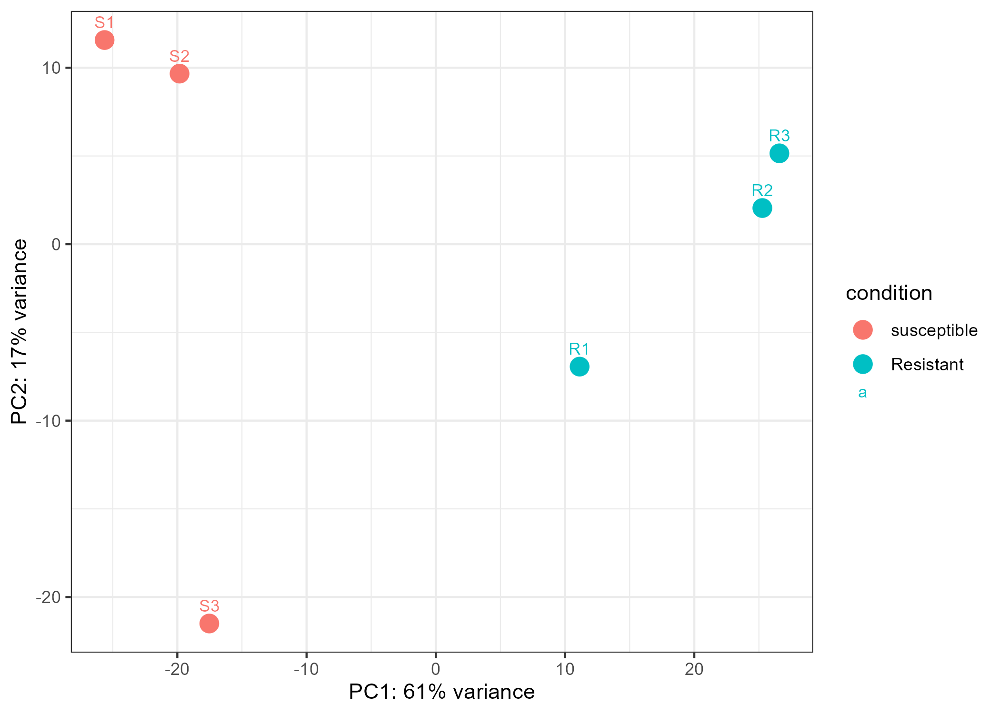 S1
S2
10
R3
R2
0
R1
-10
S3
-20
-20
-10
0
10
20
PC1: 61% variance
PC2: 17% variance
condition
susceptible
Resistant
a